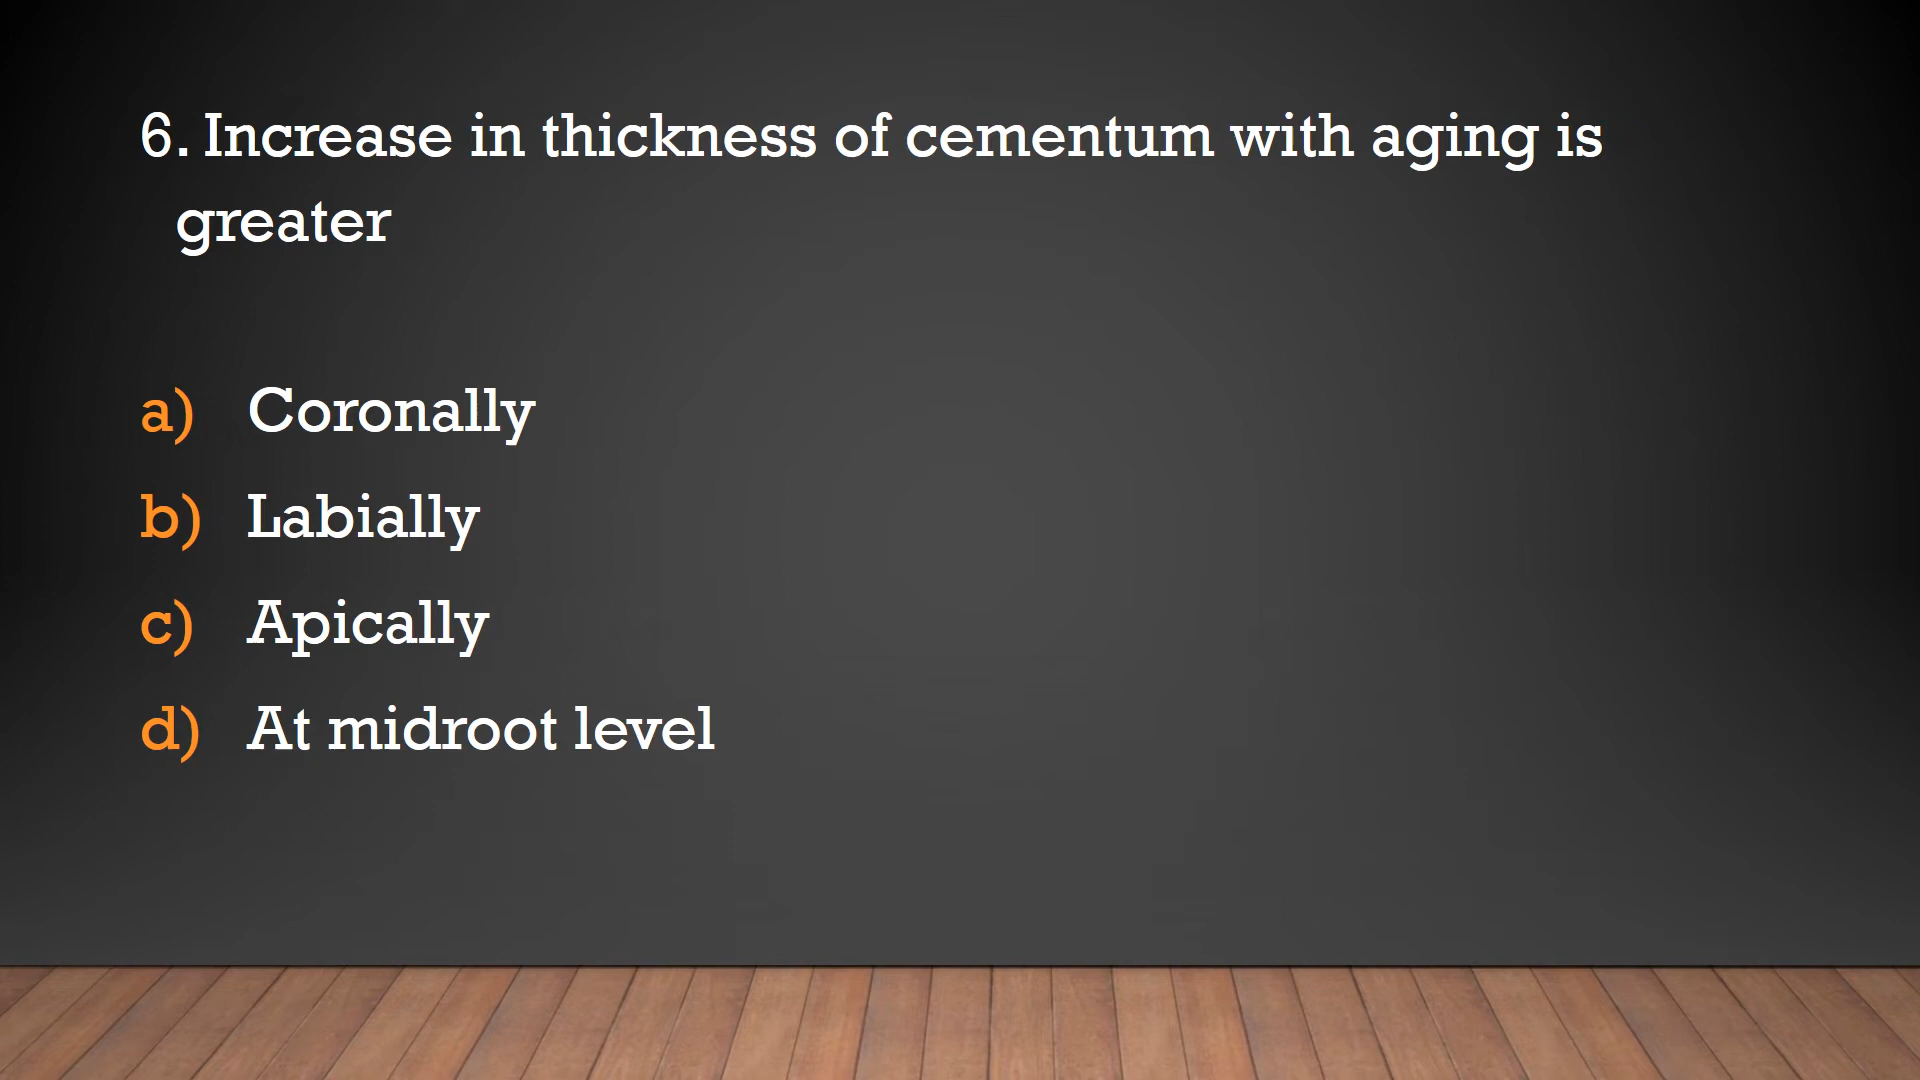 6. Increase in thickness of cementum with aging is
greater
a) Coronally
b) Labially
c) Apically
d) At midroot level